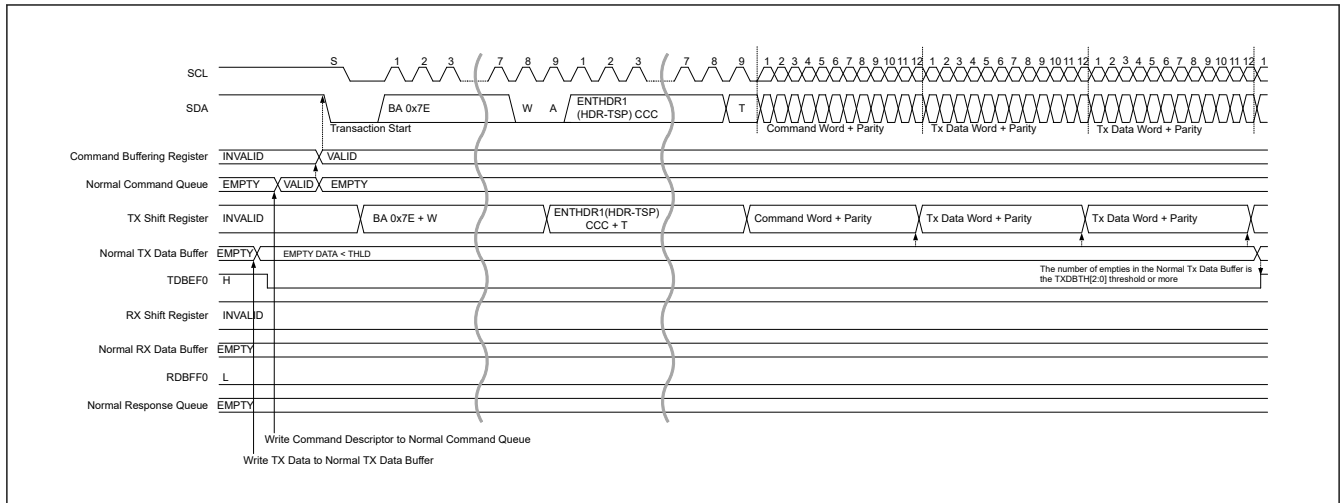 SCL S 1 2 3 7 8 9 1 2 3 7 8 9 1 2 3 4 5 6 7 8 9 10 11 12 1 2 3 4 5 6 7 8 9 10 11 12 1 2 3 4 5 6 7 8 9 10 11 12 1
SDA BA 0x7E W A ENTHDR1
(HDR-TSP) CCC T
Transaction Start Command Word + Parity Tx Data Word + Parity Tx Data Word + Parity
Command Buffering Register INVALID VALID
Normal Command Queue EMPTY VALID EMPTY
TX Shift Register INVALID BA 0x7E + W ENTHDR1(HDR-TSP)
CCC + T Command Word + Parity Tx Data Word + Parity Tx Data Word + Parity
Normal TX Data Buffer EMPTY EMPTY DATA < THLD
The number of empties in the Normal Tx Data Buffer is
the TXDBTH[2:0] threshold or more
TDBEF0 H
RX Shift Register INVALID
Normal RX Data Buffer EMPTY
RDBFF0 L
Normal Response Queue EMPTY
Write Command Descriptor to Normal Command Queue
Write TX Data to Normal TX Data Buffer